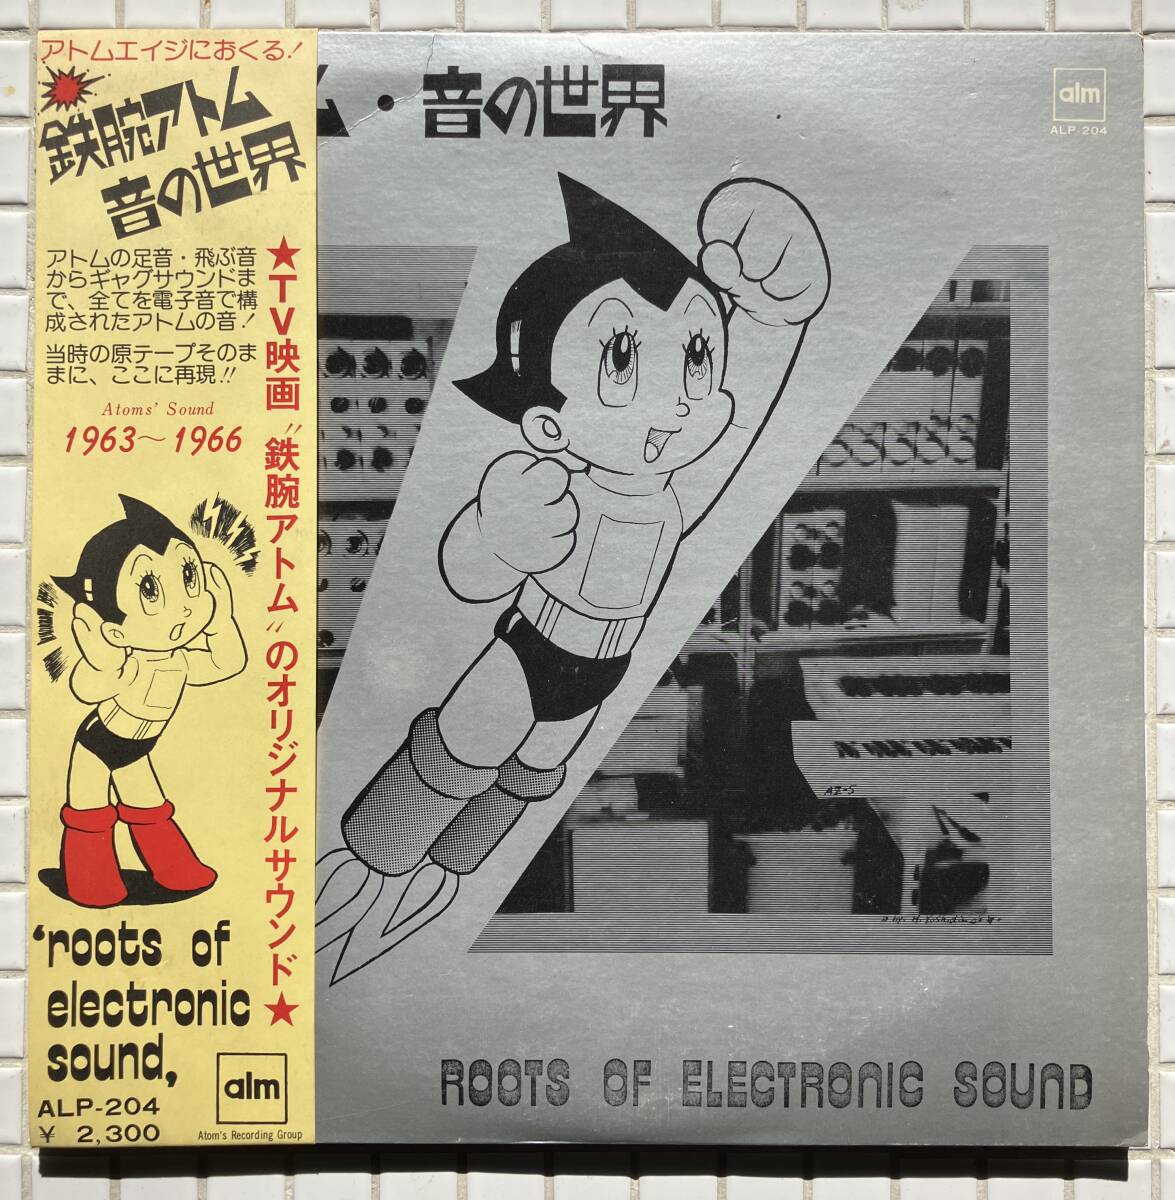 アトムエイジにおくる!
鉄腕アトム
音の世界
アトムの足音・飛ぶ音
からギャグサウンドま
で、全てを電子音で構
成されたアトムの音!
当時の原テープそのま
まに、ここに再現!!
Atoms' Sound
1963〜1966
★TV映画〝鉄腕アトム〟のオリジナルサウンド★
'roots of
electronic
sound,
ALP-204
¥ 2,300
alm
Atom's Recording Group
ム・音の世界
alm
ALP-204
AZ-5
ROOTS OF ELECTRONIC SOUND